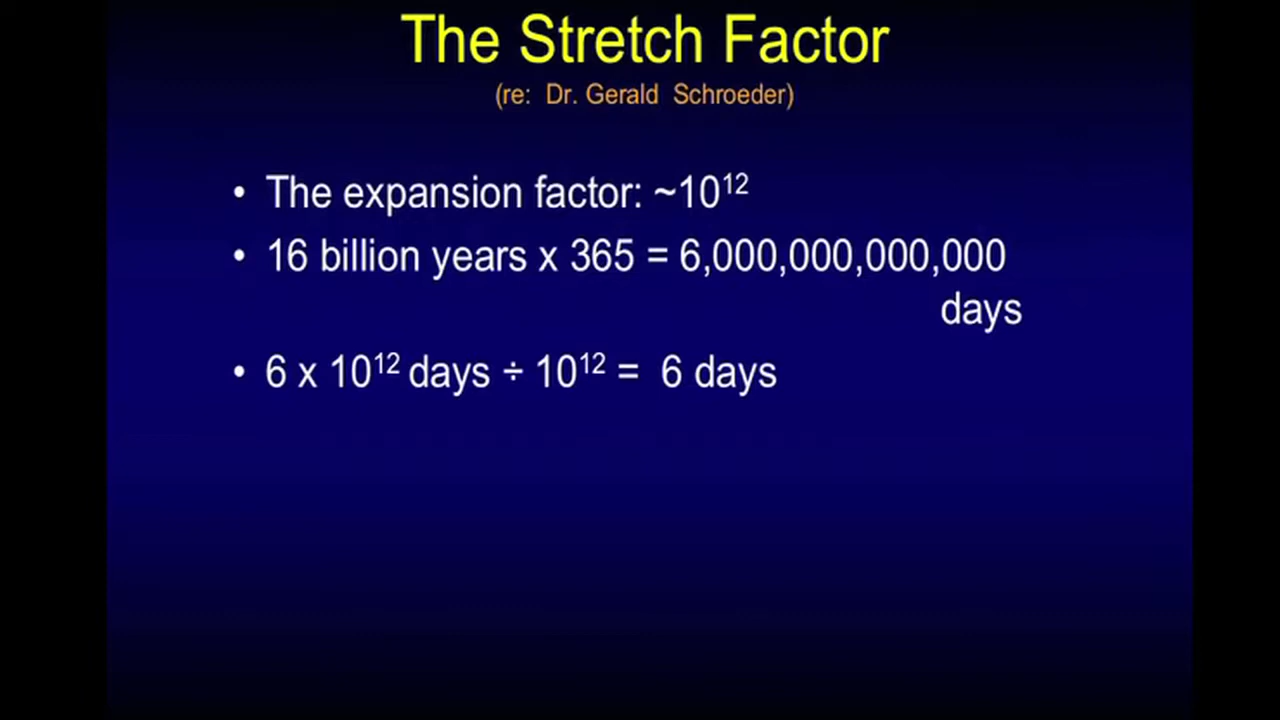 The Stretch Factor
(re: Dr. Gerald Schroeder)
• The expansion factor: ~10¹²
• 16 billion years x 365 = 6,000,000,000,000
days
• 6 x 10¹² days ÷ 10¹² = 6 days